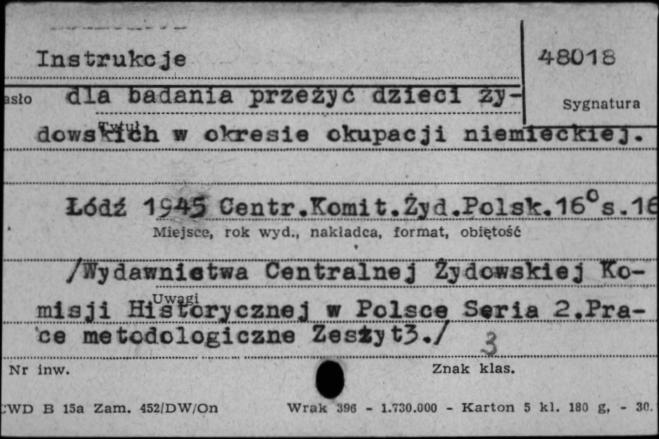 Instrukcje
48018
asło
dla badania przeżyć dzieci ży-
Sygnatura
Tytuł
dowskich w okresie okupacji niemieckiej.
Łódź 1945 Centr.Komit.Żyd.Polsk.16° s.16
Miejsce, rok wyd., nakładca, format, objętość
/Wydawnictwa Centralnej Żydowskiej Ko-
Uwagi
misji Historycznej w Polsce Seria 2.Pra-
ce metodologiczne Zeszyt3./
3
Nr inw.
Znak klas.
CWD B 15a Zam. 452/DW/On
Wrak 396 - 1.730.000 - Karton 5 kl. 180 g, - 30.